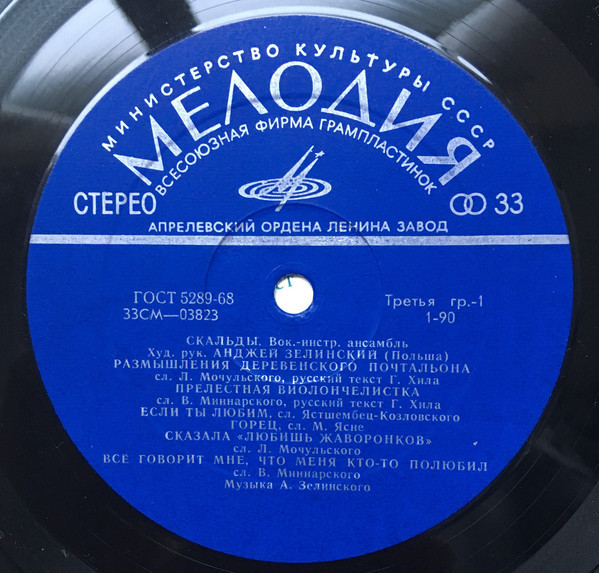 МИНИСТЕРСТВО КУЛЬТУРЫ СССР
МЕЛОДИЯ
ВСЕСОЮЗНАЯ ФИРМА ГРАМПЛАСТИНОК
СТЕРЕО
33
АПРЕЛЕВСКИЙ ОРДЕНА ЛЕНИНА ЗАВОД
ГОСТ 5289-68
Третья гр.-1
33СМ—03823
1-90
СКАЛЬДЫ. Вок.-инстр. ансамбль
Худ. рук. АНДЖЕЙ ЗЕЛИНСКИЙ (Польша)
РАЗМЫШЛЕНИЯ ДЕРЕВЕНСКОГО ПОЧТАЛЬОНА
сл. Л. Мочульского, русский текст Г. Хила
ПРЕЛЕСТНАЯ ВИОЛОНЧЕЛИСТКА
сл. В. Миннарского, русский текст Г. Хила
ЕСЛИ ТЫ ЛЮБИМ, сл. Ястшембец-Козловского
ГОРЕЦ, сл. М. Ясне
СКАЗАЛА «ЛЮБИШЬ ЖАВОРОНКОВ»
сл. Л. Мочульского
ВСЕ ГОВОРИТ МНЕ, ЧТО МЕНЯ КТО-ТО ПОЛЮБИЛ
сл. В. Миннарского
Музыка А. Зелинского